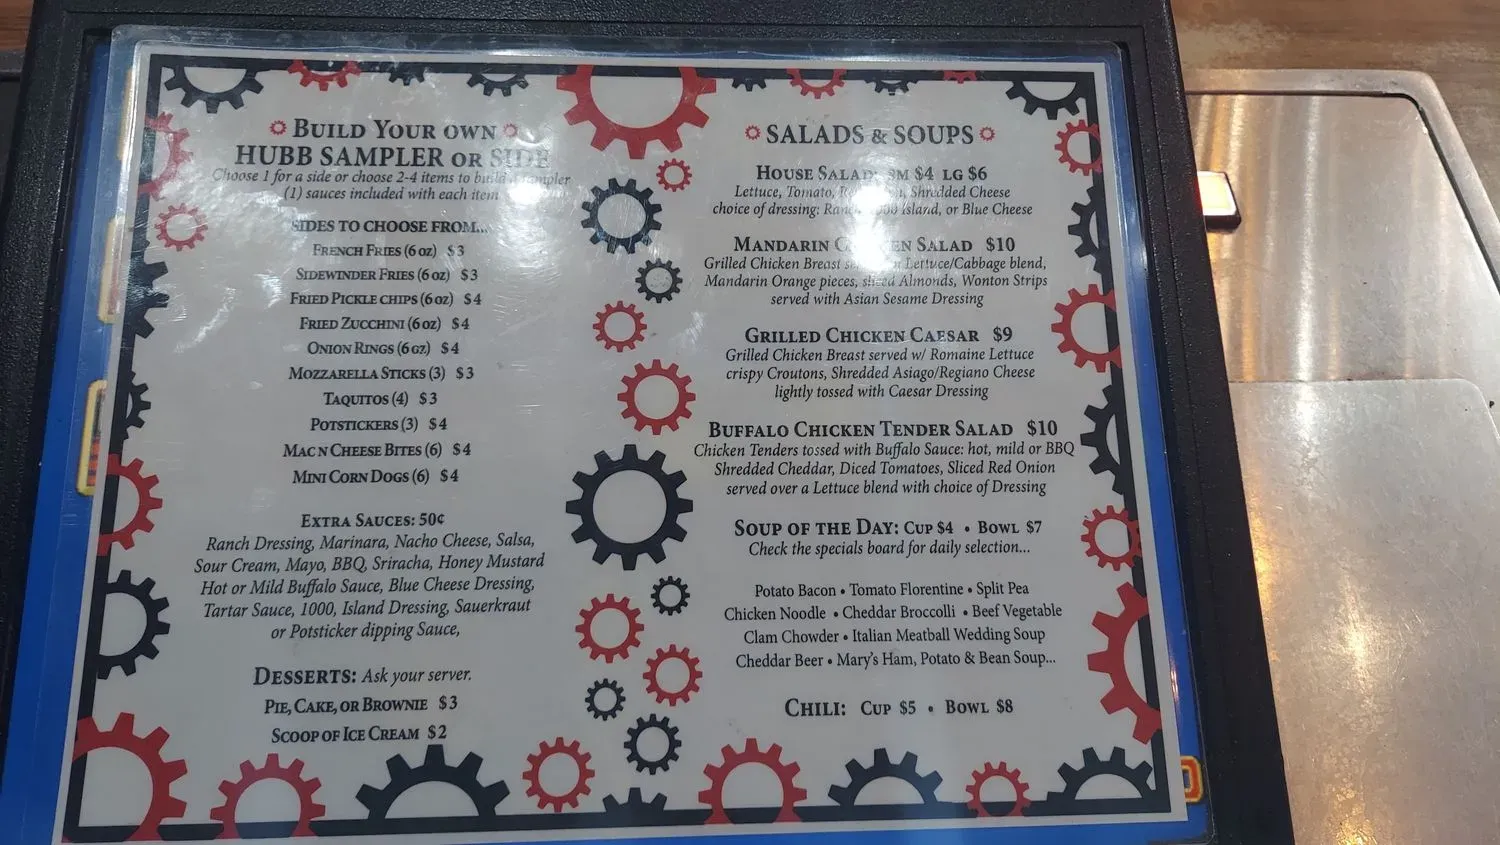 BUILD YOUR OWN
HUBB SAMPLER OR SIDE
Choose 1 for a side or choose 2-4 items to build sampler
(1) sauces included with each item
SIDES TO CHOOSE FROM...
FRENCH FRIES (6 OZ) $3
SIDEWINDER FRIES (6 OZ) $3
FRIED PICKLE CHIPS (6 OZ) $4
FRIED ZUCCHINI (6 OZ) $4
ONION RINGS (6 OZ) $4
MOZZARELLA STICKS (3) $3
TAQUITOS (4) $3
POTSTICKERS (3) $4
MAC N CHEESE BITES (6) $4
MINI CORN DOGS (6) $4
EXTRA SAUCES: 50¢
Ranch Dressing, Marinara, Nacho Cheese, Salsa,
Sour Cream, Mayo, BBQ, Sriracha, Honey Mustard
Hot or Mild Buffalo Sauce, Blue Cheese Dressing,
Tartar Sauce, 1000, Island Dressing, Sauerkraut
or Potsticker dipping Sauce,
DESSERTS: Ask your server.
PIE, CAKE, OR BROWNIE $3
SCOOP OF ICE CREAM $2
SALADS & SOUPS
HOUSE SALAD: SM $4 LG $6
Lettuce, Tomato, Shredded Cheese
choice of dressing: Ranch, 1000 Island, or Blue Cheese
MANDARIN CHICKEN SALAD $10
Grilled Chicken Breast Lettuce/Cabbage blend,
Mandarin Orange pieces, sliced Almonds, Wonton Strips
served with Asian Sesame Dressing
GRILLED CHICKEN CAESAR $9
Grilled Chicken Breast served w/ Romaine Lettuce
crispy Croutons, Shredded Asiago/Regiano Cheese
lightly tossed with Caesar Dressing
BUFFALO CHICKEN TENDER SALAD $10
Chicken Tenders tossed with Buffalo Sauce: hot, mild or BBQ
Shredded Cheddar, Diced Tomatoes, Sliced Red Onion
served over a Lettuce blend with choice of Dressing
SOUP OF THE DAY: CUP $4 • BOWL $7
Check the specials board for daily selection...
Potato Bacon • Tomato Florentine • Split Pea
Chicken Noodle • Cheddar Broccolli • Beef Vegetable
Clam Chowder • Italian Meatball Wedding Soup
Cheddar Beer • Mary's Ham, Potato & Bean Soup...
CHILI: CUP $5 • BOWL $8